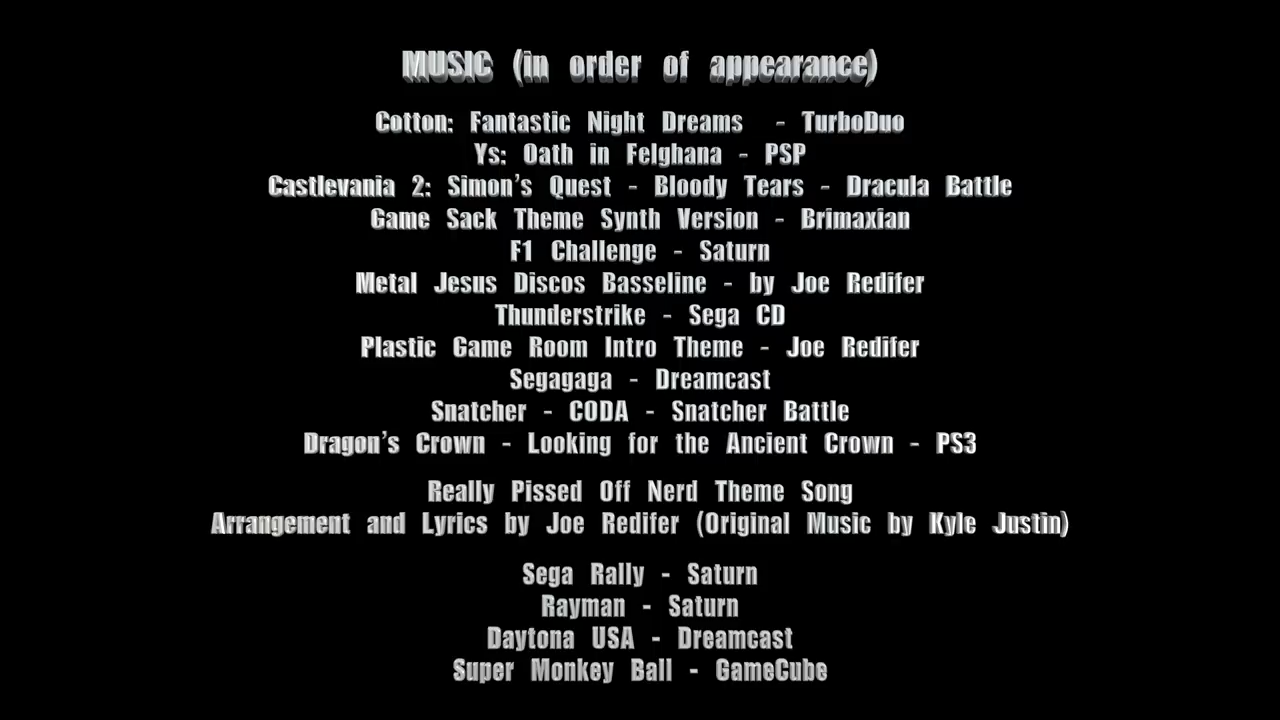 MUSIC (in order of appearance)
Cotton: Fantastic Night Dreams - TurboDuo
Ys: Oath in Felghana - PSP
Castlevania 2: Simon's Quest - Bloody Tears - Dracula Battle
Game Sack Theme Synth Version - Brimaxian
F1 Challenge - Saturn
Metal Jesus Discos Basseline - by Joe Redifer
Thunderstrike - Sega CD
Plastic Game Room Intro Theme - Joe Redifer
Segagaga - Dreamcast
Snatcher - CODA - Snatcher Battle
Dragon's Crown - Looking for the Ancient Crown - PS3
Really Pissed Off Nerd Theme Song
Arrangement and Lyrics by Joe Redifer (Original Music by Kyle Justin)
Sega Rally - Saturn
Rayman - Saturn
Daytona USA - Dreamcast
Super Monkey Ball - GameCube